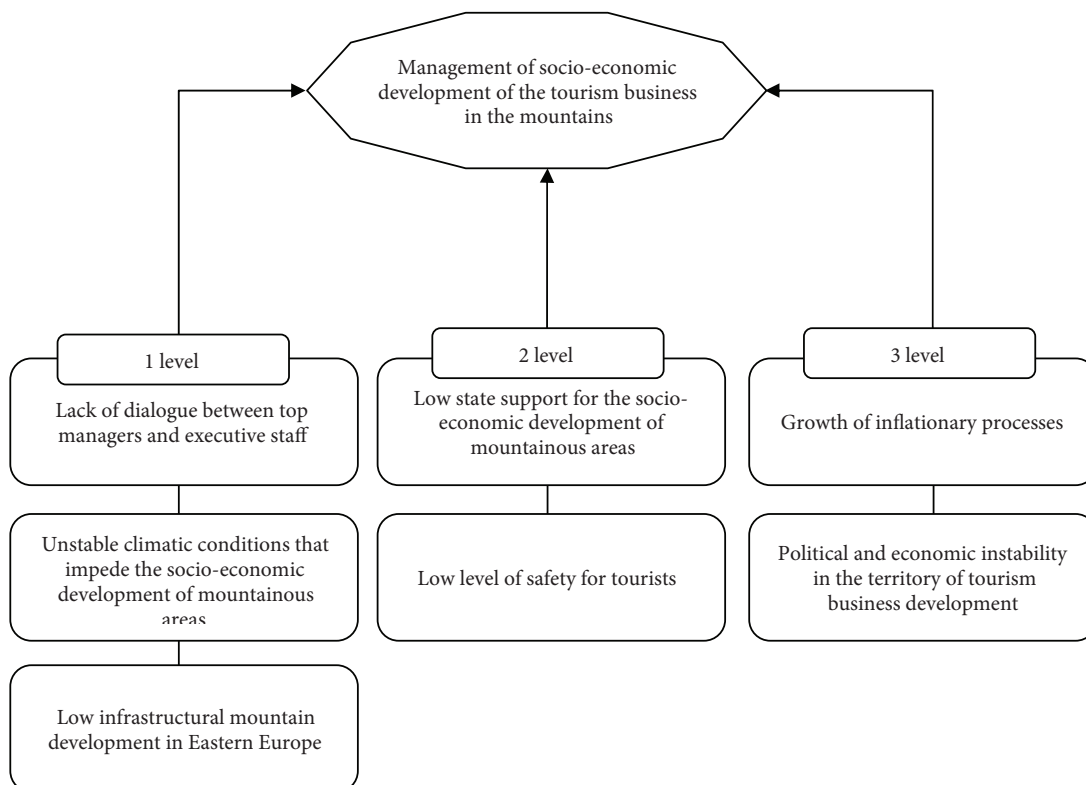 Management of socio-economic
development of the tourism business
in the mountains
1 level
Lack of dialogue between top
managers and executive staff
Unstable climatic conditions that
impede the socio-economic
development of mountainous
areas
Low infrastructural mountain
development in Eastern Europe
2 level
Low state support for the socio-
economic development of
mountainous areas
Low level of safety for tourists
3 level
Growth of inflationary processes
Political and economic instability
in the territory of tourism
business development